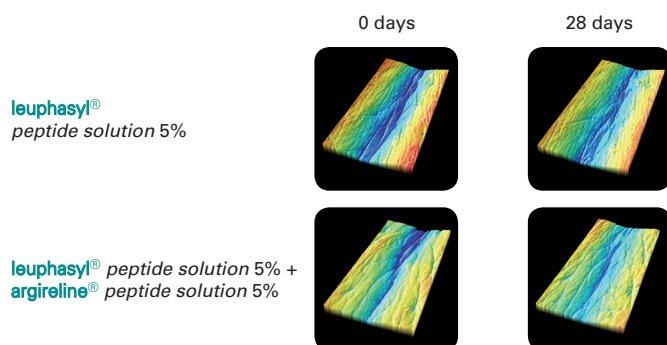 0 days 28 days
leuphasyl®
peptide solution 5%
leuphasyl® peptide solution 5% +
argireline® peptide solution 5%